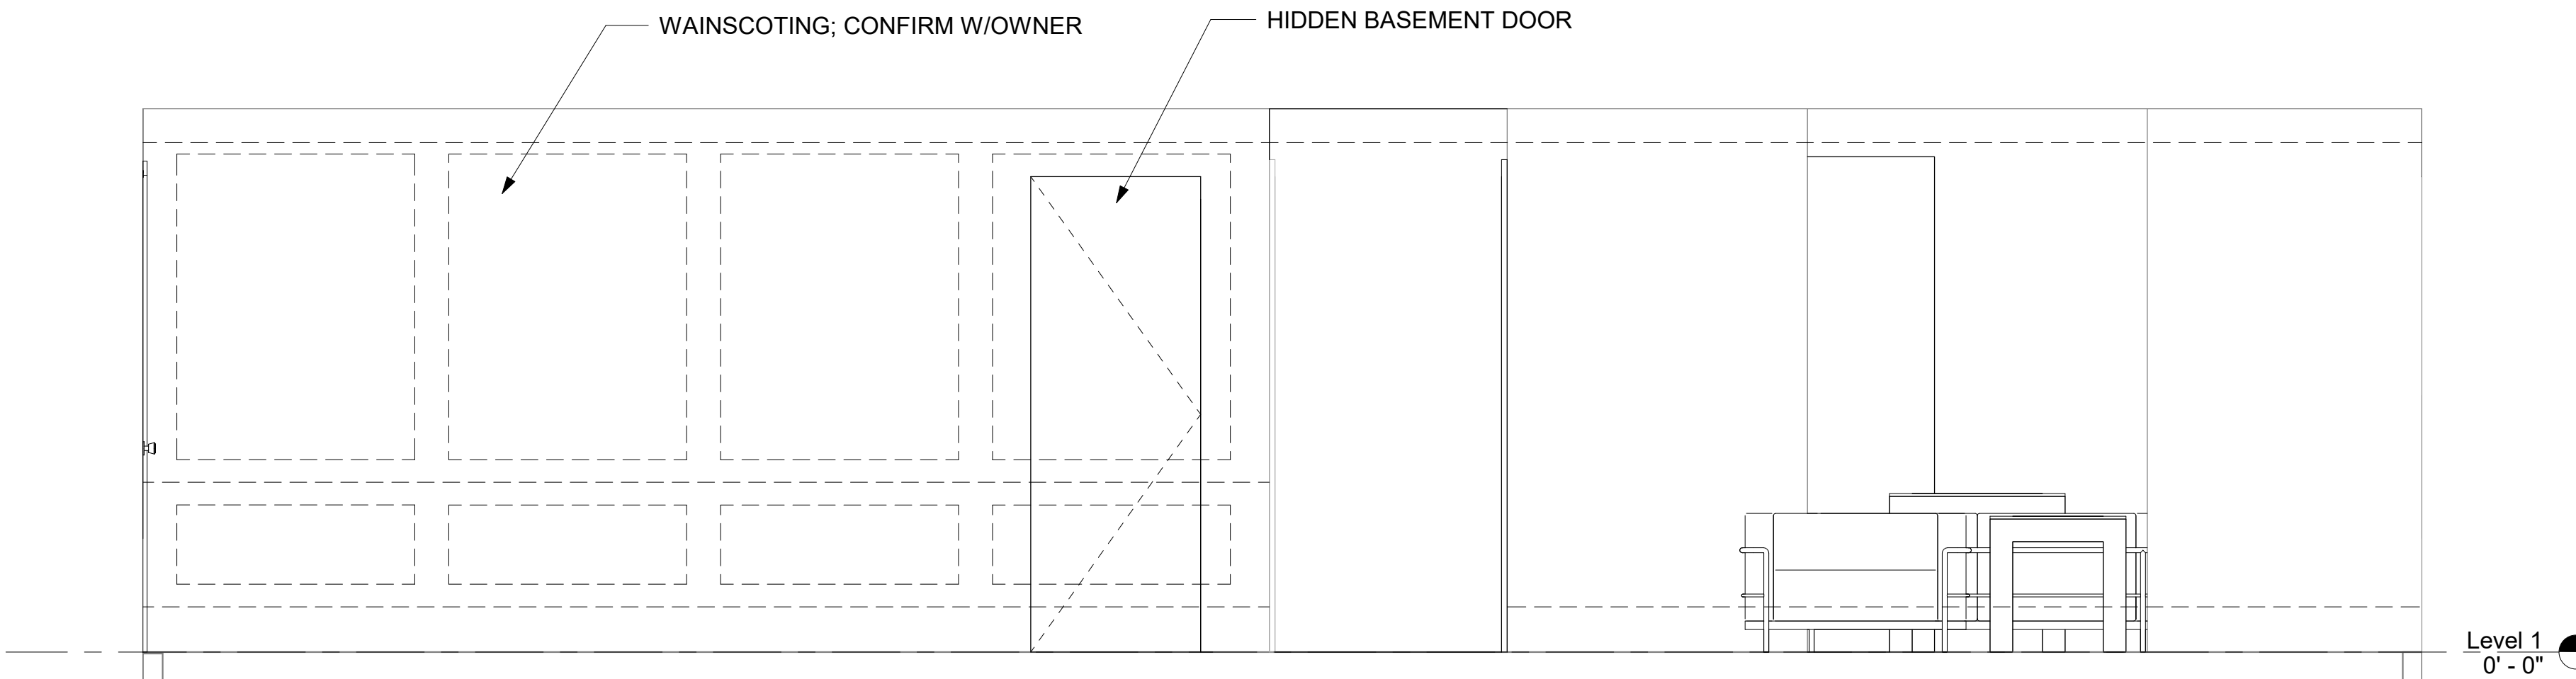 WAINSCOTING; CONFIRM W/OWNER
HIDDEN BASEMENT DOOR
Level 1
0' - 0"